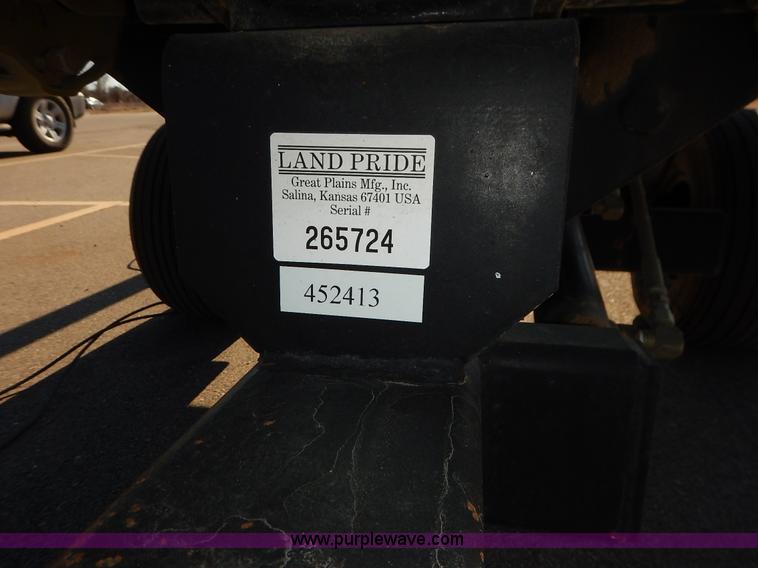 LAND PRIDE
Great Plains Mfg., Inc.
Salina, Kansas 67401 USA
Serial #
265724
452413
www.purplewave.com